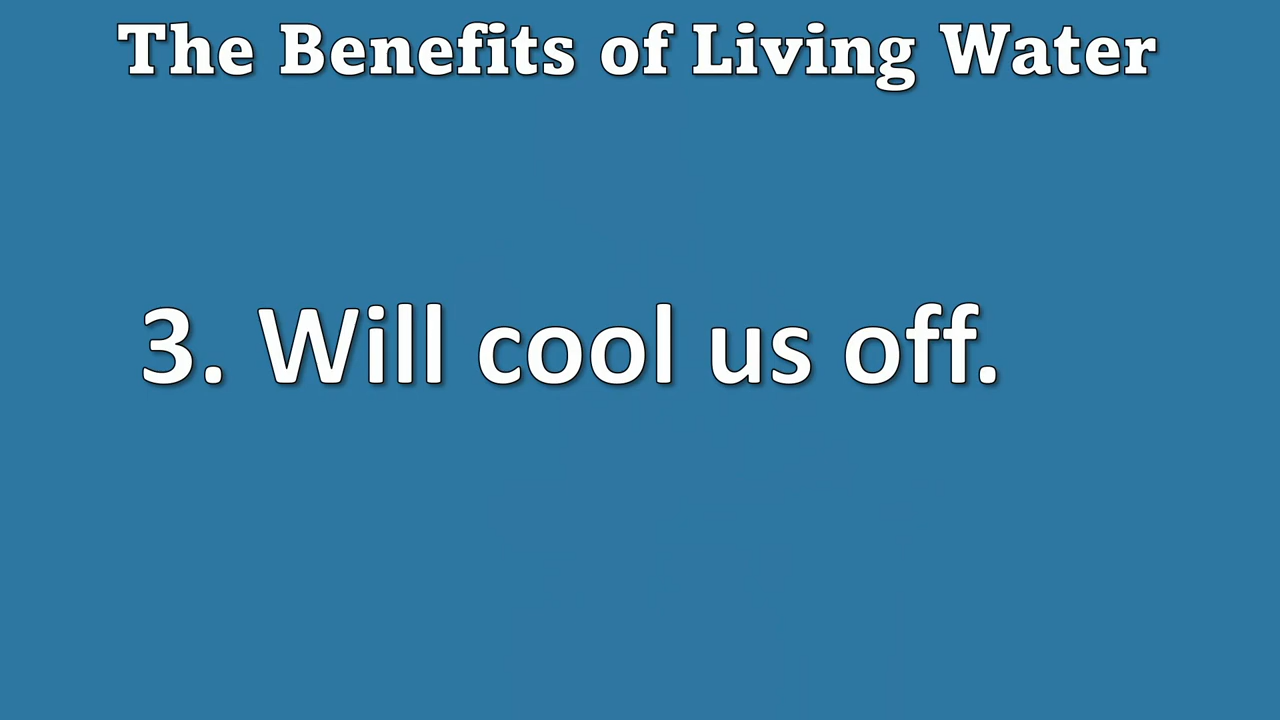 The Benefits of Living Water
3. Will cool us off.